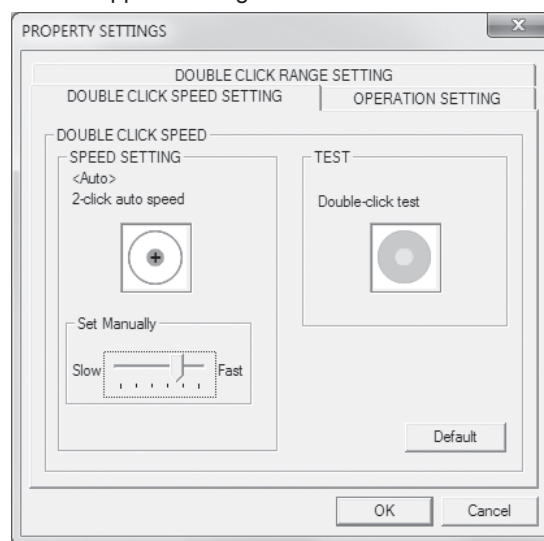 PROPERTY SETTINGS
DOUBLE CLICK RANGE SETTING
DOUBLE CLICK SPEED SETTING
OPERATION SETTING
DOUBLE CLICK SPEED
SPEED SETTING
<Auto>
2-click auto speed
Set Manually
Slow
Fast
TEST
Double-click test
Default
OK
Cancel